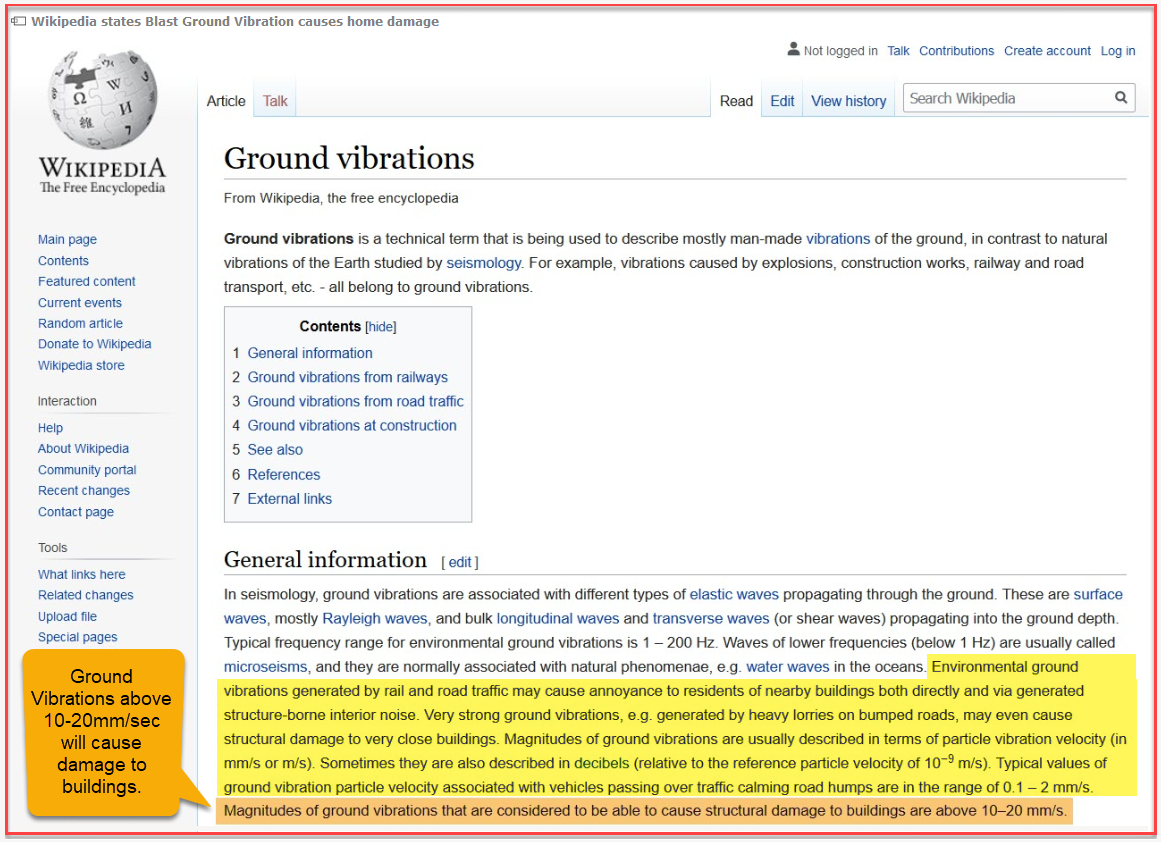 Wikipedia states Blast Ground Vibration causes home damage
Not logged in Talk Contributions Create account Log in
Article Talk Read Edit View history Search Wikipedia
WIKIPEDIA
The Free Encyclopedia
Main page
Contents
Featured content
Current events
Random article
Donate to Wikipedia
Wikipedia store
Interaction
Help
About Wikipedia
Community portal
Recent changes
Contact page
Tools
What links here
Related changes
Upload file
Special pages
Ground
Vibrations above
10-20mm/sec
will cause
damage to
buildings.
Ground vibrations
From Wikipedia, the free encyclopedia
Ground vibrations is a technical term that is being used to describe mostly man-made vibrations of the ground, in contrast to natural
vibrations of the Earth studied by seismology. For example, vibrations caused by explosions, construction works, railway and road
transport, etc. - all belong to ground vibrations.
Contents [hide]
1 General information
2 Ground vibrations from railways
3 Ground vibrations from road traffic
4 Ground vibrations at construction
5 See also
6 References
7 External links
General information [ edit ]
In seismology, ground vibrations are associated with different types of elastic waves propagating through the ground. These are surface
waves, mostly Rayleigh waves, and bulk longitudinal waves and transverse waves (or shear waves) propagating into the ground depth.
Typical frequency range for environmental ground vibrations is 1 – 200 Hz. Waves of lower frequencies (below 1 Hz) are usually called
microseisms, and they are normally associated with natural phenomenae, e.g. water waves in the oceans. Environmental ground
vibrations generated by rail and road traffic may cause annoyance to residents of nearby buildings both directly and via generated
structure-borne interior noise. Very strong ground vibrations, e.g. generated by heavy lorries on bumped roads, may even cause
structural damage to very close buildings. Magnitudes of ground vibrations are usually described in terms of particle vibration velocity (in
mm/s or m/s). Sometimes they are also described in decibels (relative to the reference particle velocity of 10⁻⁹ m/s). Typical values of
ground vibration particle velocity associated with vehicles passing over traffic calming road humps are in the range of 0.1 – 2 mm/s.
Magnitudes of ground vibrations that are considered to be able to cause structural damage to buildings are above 10–20 mm/s.